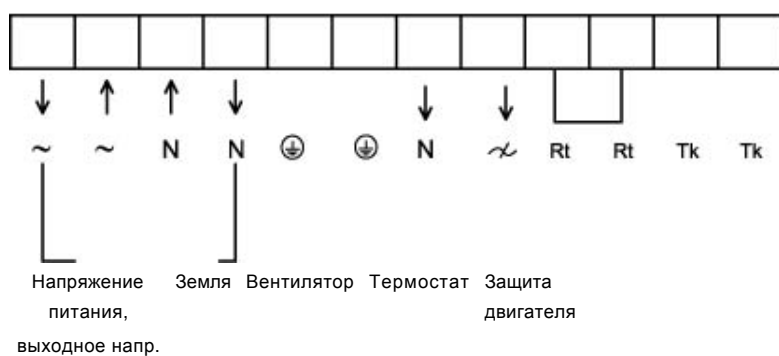 ~ ~ N N N ~ Rt Rt Tk Tk
Напряжение Земля Вентилятор Термостат Защита
питания, двигателя
выходное напр.